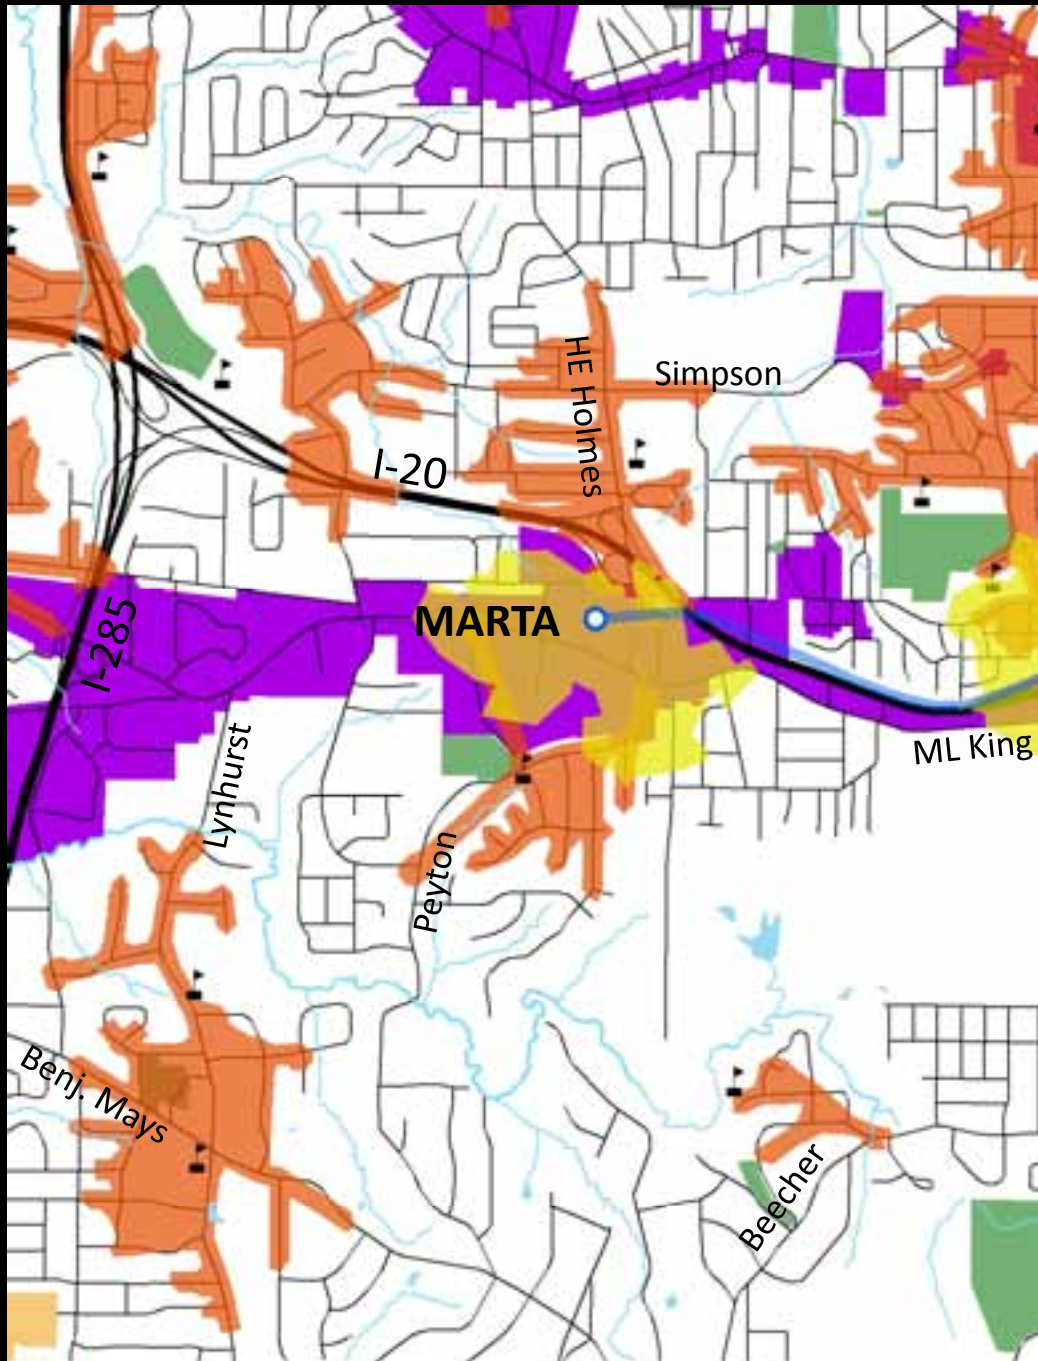 HE Holmes
Simpson
I-20
MARTA
I-285
Lynhurst
ML King
Peyton
Benj. Mays
Beecher